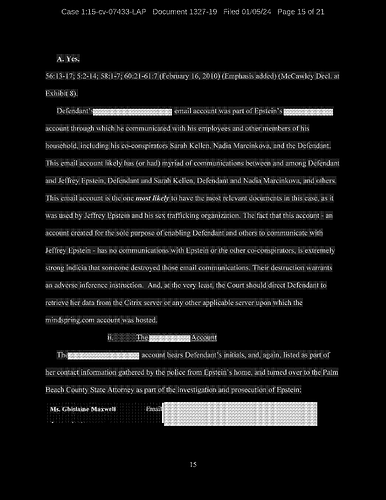 Case 1:15-cv-07433-LAP Document 1327-19 Filed 01/05/24 Page 15 of 21
A. Yes.
56:13-17; 5:2-14; 58:1-7; 60:21-61:7 (February 16, 2010) (Emphasis added) (McCawley Decl. at
Exhibit 8).
Defendant's email account was part of Epstein's
account through which he communicated with his employees and other members of his
household, including his co-conspirators Sarah Kellen, Nadia Marcinkova, and the Defendant.
This email account likely has (or had) myriad of communications between and among Defendant
and Jeffrey Epstein, Defendant and Sarah Kellen, Defendant and Nadia Marcinkova, and others.
This email account is the one most likely to have the most relevant documents in this case, as it
was used by Jeffrey Epstein and his sex trafficking organization. The fact that this account - an
account created for the sole purpose of enabling Defendant and others to communicate with
Jeffrey Epstein - has no communications with Epstein or the other co-conspirators, is extremely
strong indicia that someone destroyed those email communications. Their destruction warrants
an adverse inference instruction. And, at the very least, the Court should direct Defendant to
retrieve her data from the Citrix server or any other applicable server upon which the
mindspring.com account was hosted.
ii. The Account
The account bears Defendant's initials, and, again, listed as part of
her contact information gathered by the police from Epstein's home, and turned over to the Palm
Beach County State Attorney as part of the investigation and prosecution of Epstein:
Ms. Ghislaine Maxwell Email
15